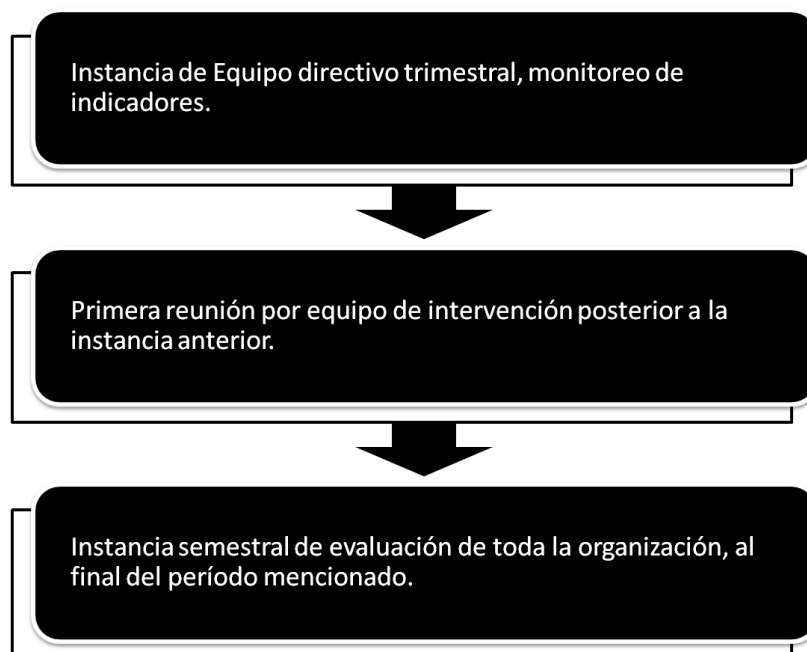 Instancia de Equipo directivo trimestral, monitoreo de
indicadores.
Primera reunión por equipo de intervención posterior a la
instancia anterior.
Instancia semestral de evaluación de toda la organización, al
final del período mencionado.